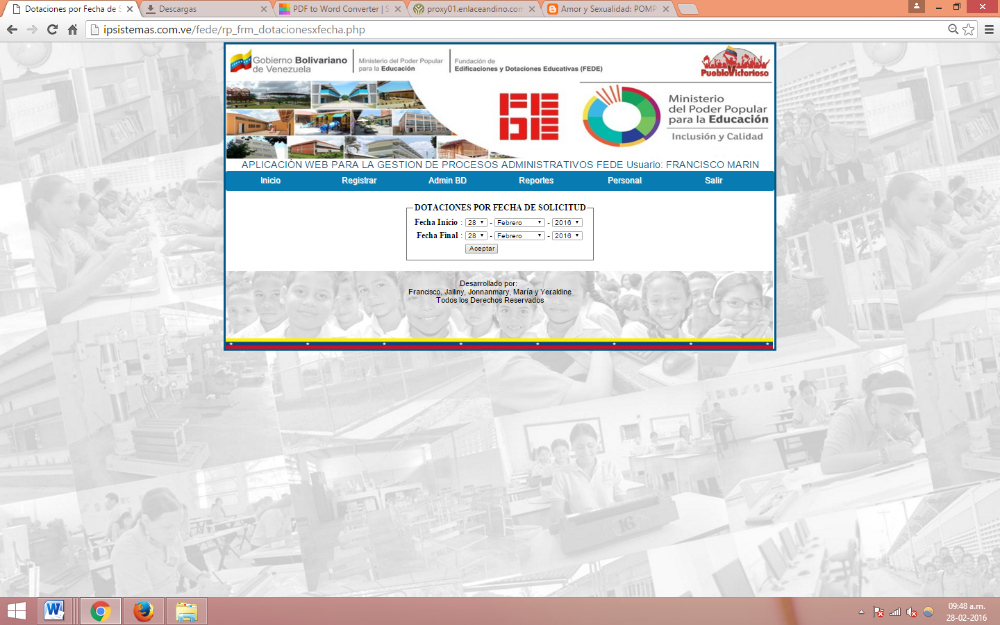 Dotaciones por Fecha de S
Descargas
PDF to Word Converter | S
proxy01.enlaceandino.com
Amor y Sexualidad: POMP
ipsistemas.com.ve/fede/rp_frm_dotacionesxfecha.php
Gobierno Bolivariano
de Venezuela
Ministerio del Poder Popular
para la Educación
Fundación de
Edificaciones y Dotaciones Educativas (FEDE)
PuebloVictorioso
FEDE
Ministerio
del Poder Popular
para la Educación
Inclusión y Calidad
APLICACIÓN WEB PARA LA GESTION DE PROCESOS ADMINISTRATIVOS FEDE Usuario: FRANCISCO MARIN
Inicio Registrar Admin BD Reportes Personal Salir
DOTACIONES POR FECHA DE SOLICITUD
Fecha Inicio : 28 - Febrero - 2016
Fecha Final : 28 - Febrero - 2016
Aceptar
Desarrollado por:
Francisco, Jailiny, Jonnanmary, María y Yeraldine
Todos los Derechos Reservados
16
09:48 a.m.
28-02-2016